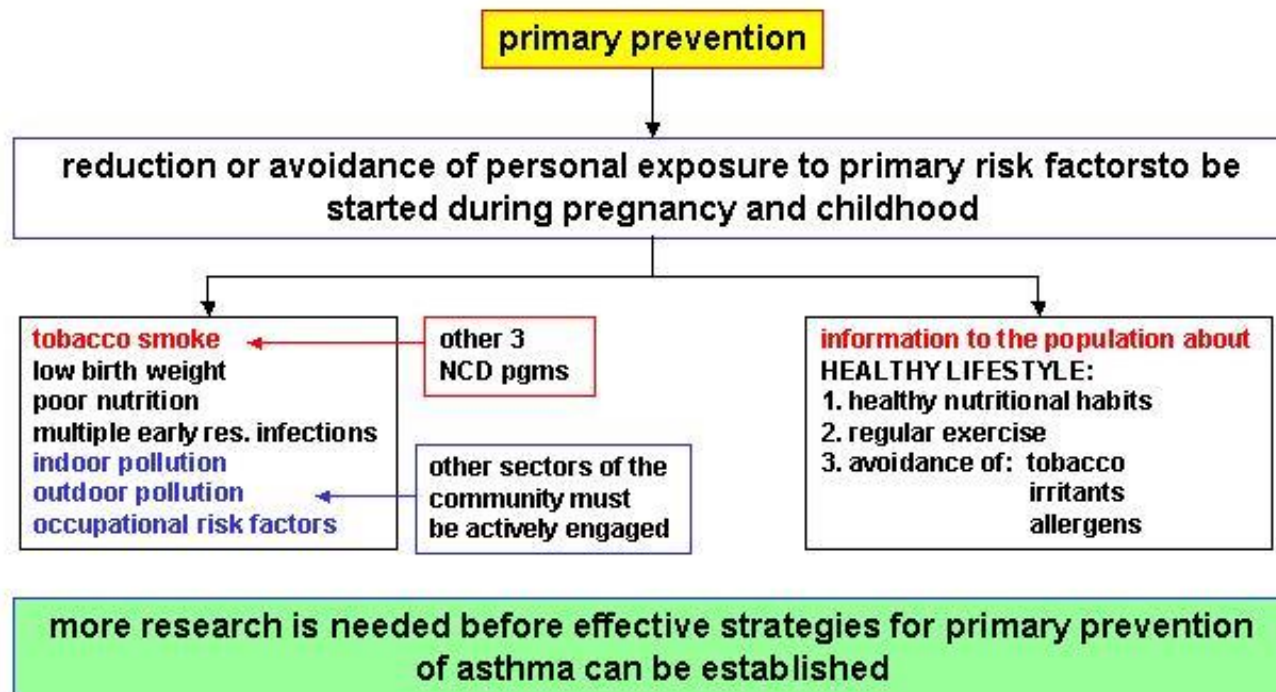 primary prevention
reduction or avoidance of personal exposure to primary risk factorsto be
started during pregnancy and childhood
tobacco smoke
low birth weight
poor nutrition
multiple early res. infections
indoor pollution
outdoor pollution
occupational risk factors
other 3
NCD pgms
other sectors of the
community must
be actively engaged
information to the population about
HEALTHY LIFESTYLE:
1. healthy nutritional habits
2. regular exercise
3. avoidance of: tobacco
irritants
allergens
more research is needed before effective strategies for primary prevention
of asthma can be established